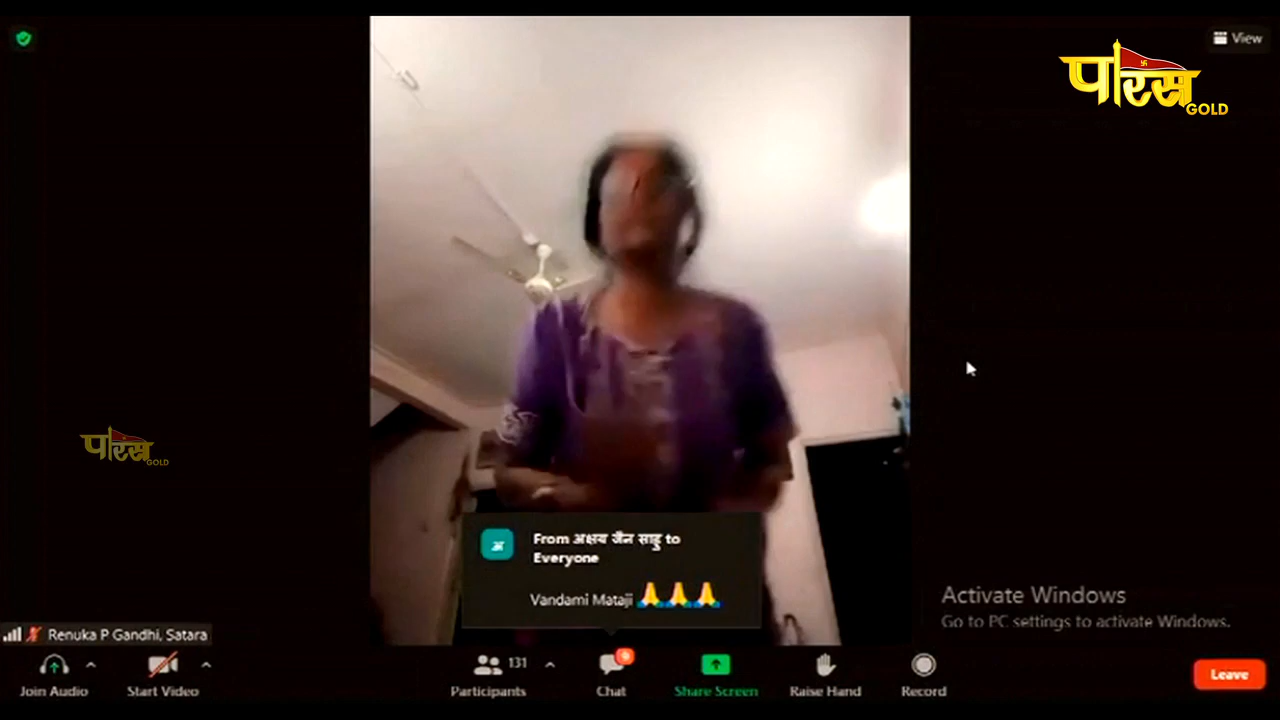 View
पारस
GOLD
पारस
GOLD
From अक्षय जैन साहु to
Everyone
अ
Vandami Mataji 🙏🙏🙏
Activate Windows
Go to PC settings to activate Windows.
Renuka P Gandhi, Satara
131
Join Audio
Start Video
Participants
Chat
Share Screen
Raise Hand
Record
Leave